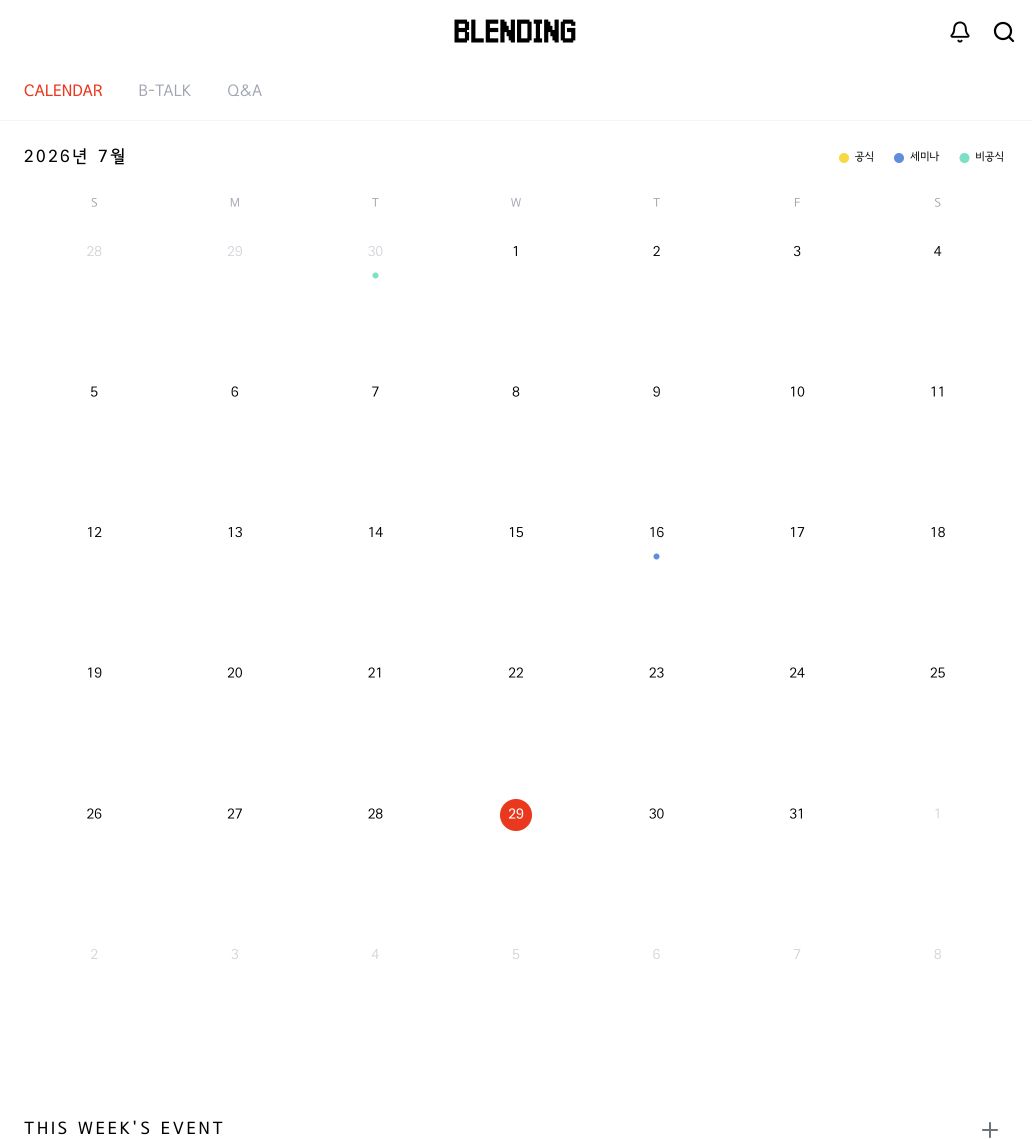 BLENDING
CALENDAR B-TALK Q&A
2026년 7월 공식 세미나 비공식
S M T W T F S
28 29 30 1 2 3 4
5 6 7 8 9 10 11
12 13 14 15 16 17 18
19 20 21 22 23 24 25
26 27 28 29 30 31 1
2 3 4 5 6 7 8
THIS WEEK'S EVENT